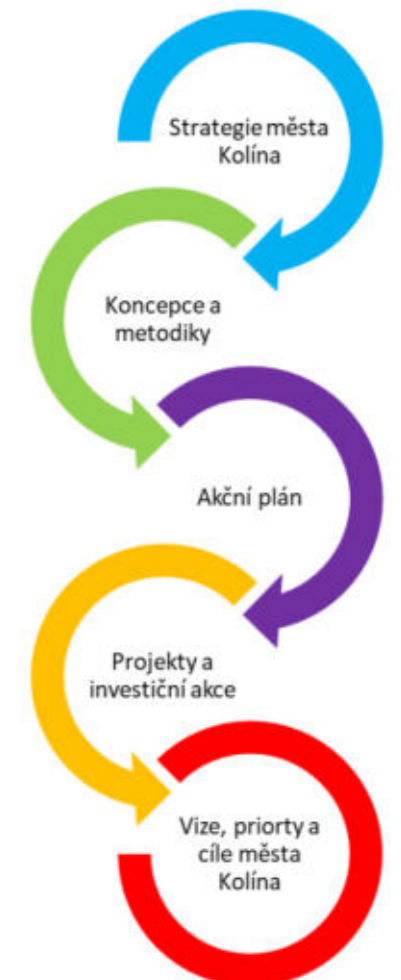 Strategie města
Kolína
Koncepce a
metodiky
Akční plán
Projekty a
investiční akce
Vize, priorty a
cíle města
Kolína